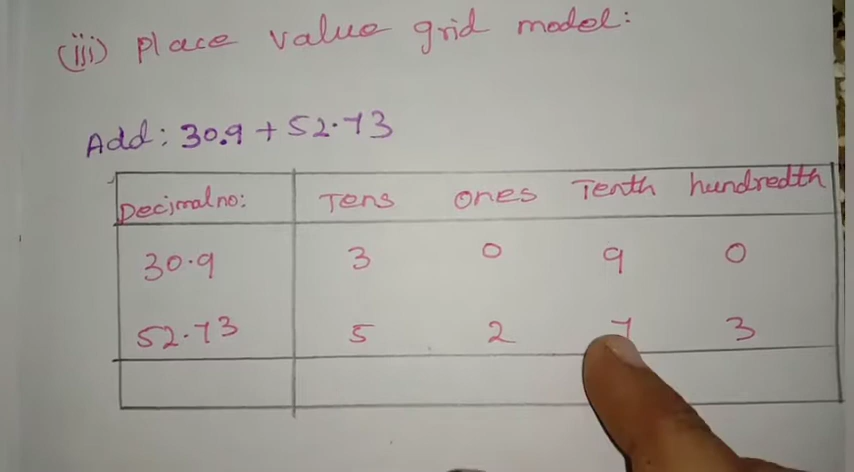 (iii) place value grid model:
Add: 30.9 + 52.73
Decimal no: Tens ones Tenth hundredth
30.9 3 0 9 0
52.73 5 2 7 3